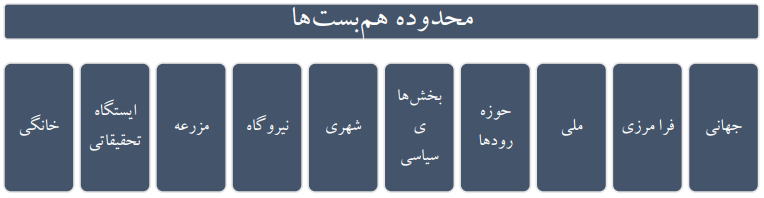 محدوده هم‌بست‌ها
جهانی
فرا مرزی
ملی
حوزه
رودها
بخش‌ها
ی
سیاسی
شهری
نیروگاه
مزرعه
ایستگاه
تحقیقاتی
خانگی